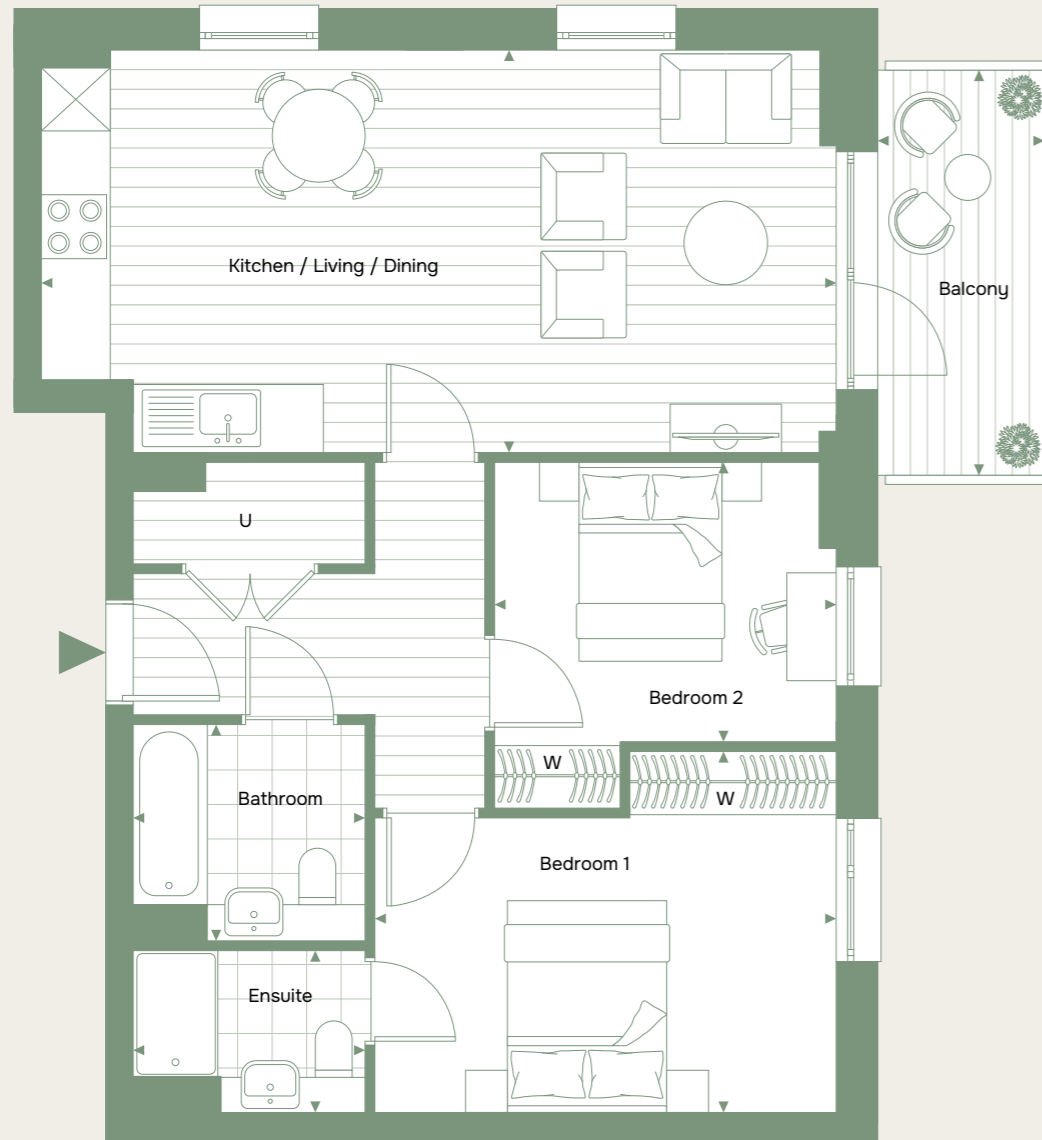 Kitchen / Living / Dining
Balcony
U
Bedroom 2
W
W
Bathroom
Bedroom 1
Ensuite